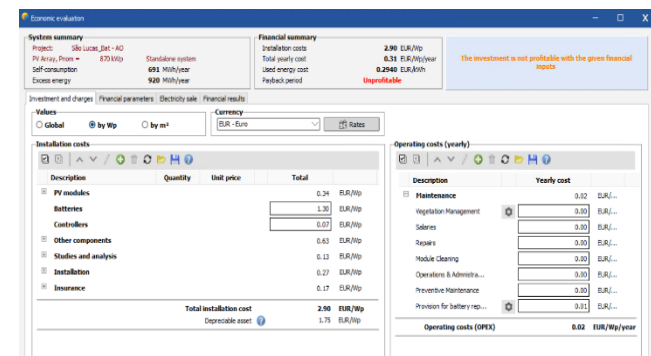 Economic evaluation
System summary
Project: São Lucas_Bat - AO
PV Array, Pnom = 870 kWp Standalone system
Self-consumption 691 MWh/year
Excess energy 920 MWh/year
Financial summary
Installation costs 2.90 EUR/Wp
Total yearly cost 0.31 EUR/Wp/year
Used energy cost 0.2940 EUR/kWh
Payback period Unprofitable
The investment is not profitable with the given financial
inputs
Investment and charges Financial parameters Electricity sale Financial results
Values
Global by Wp by m²
Currency
EUR - Euro Rates
Installation costs
Description Quantity Unit price Total
PV modules 0.34 EUR/Wp
Batteries 1.30 EUR/Wp
Controllers 0.07 EUR/Wp
Other components 0.63 EUR/Wp
Studies and analysis 0.13 EUR/Wp
Installation 0.27 EUR/Wp
Insurance 0.17 EUR/Wp
Total installation cost 2.90 EUR/Wp
Depreciable asset 1.75 EUR/Wp
Operating costs (yearly)
Description Yearly cost
Maintenance 0.02 EUR/...
Vegetation Management 0.00 EUR/...
Salaries 0.00 EUR/...
Repairs 0.00 EUR/...
Module Cleaning 0.00 EUR/...
Operations & Administra... 0.00 EUR/...
Preventive Maintenance 0.00 EUR/...
Provision for battery rep... 0.01 EUR/...
Operating costs (OPEX) 0.02 EUR/Wp/year